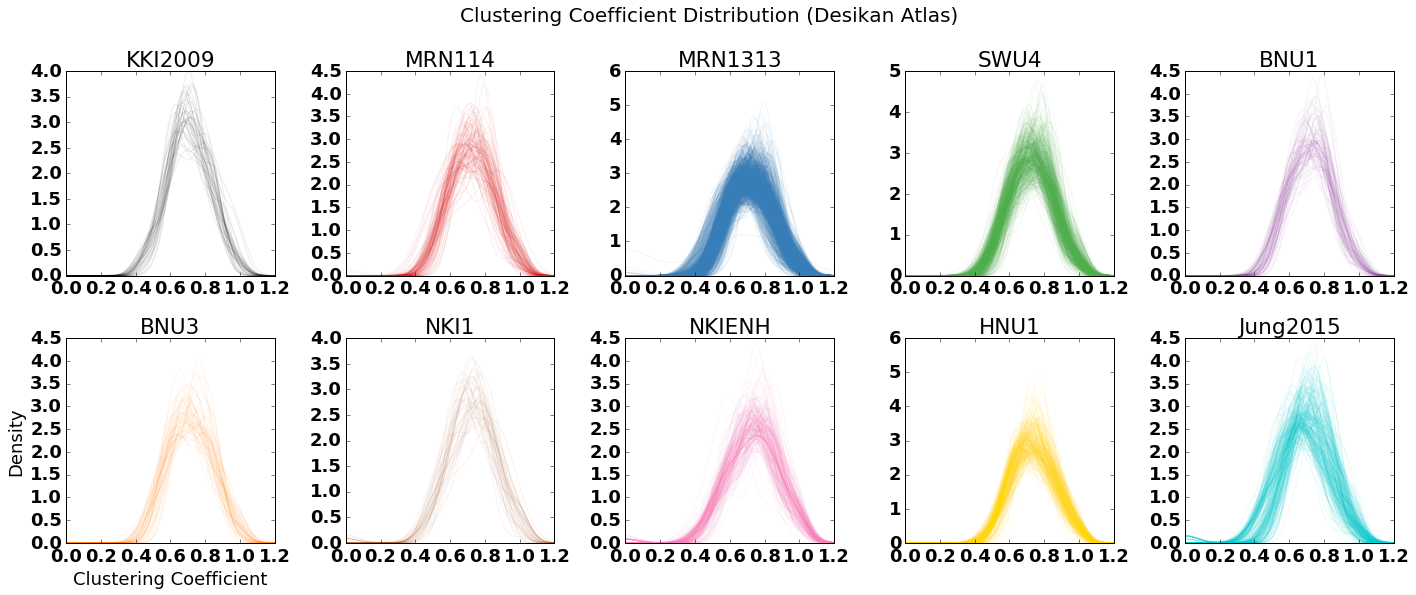 Clustering Coefficient Distribution (Desikan Atlas)
KKI2009 MRN114 MRN1313 SWU4 BNU1
4.0 4.5 6 5 4.5
3.5 4.0 5 4 4.0
3.0 3.5 4 3 3.5
2.5 3.0 3 2 3.0
2.0 2.5 2 1 2.5
1.5 2.0 1 0 2.0
1.0 1.5 0 1.5
0.5 1.0 1.0
0.0 0.5 0.5
0.0 0.0
0.0 0.2 0.4 0.6 0.8 1.0 1.2 0.0 0.2 0.4 0.6 0.8 1.0 1.2 0.0 0.2 0.4 0.6 0.8 1.0 1.2 0.0 0.2 0.4 0.6 0.8 1.0 1.2 0.0 0.2 0.4 0.6 0.8 1.0 1.2
BNU3 NKI1 NKIENH HNU1 Jung2015
4.5 4.0 4.5 6 4.5
4.0 3.5 4.0 5 4.0
3.5 3.0 3.5 4 3.5
3.0 2.5 3.0 3 3.0
2.5 2.0 2.5 2 2.5
2.0 1.5 2.0 1 2.0
1.5 1.0 1.5 0 1.5
1.0 0.5 1.0 1.0
0.5 0.0 0.5 0.5
0.0 0.0 0.0
0.0 0.2 0.4 0.6 0.8 1.0 1.2 0.0 0.2 0.4 0.6 0.8 1.0 1.2 0.0 0.2 0.4 0.6 0.8 1.0 1.2 0.0 0.2 0.4 0.6 0.8 1.0 1.2 0.0 0.2 0.4 0.6 0.8 1.0 1.2
Density
Clustering Coefficient